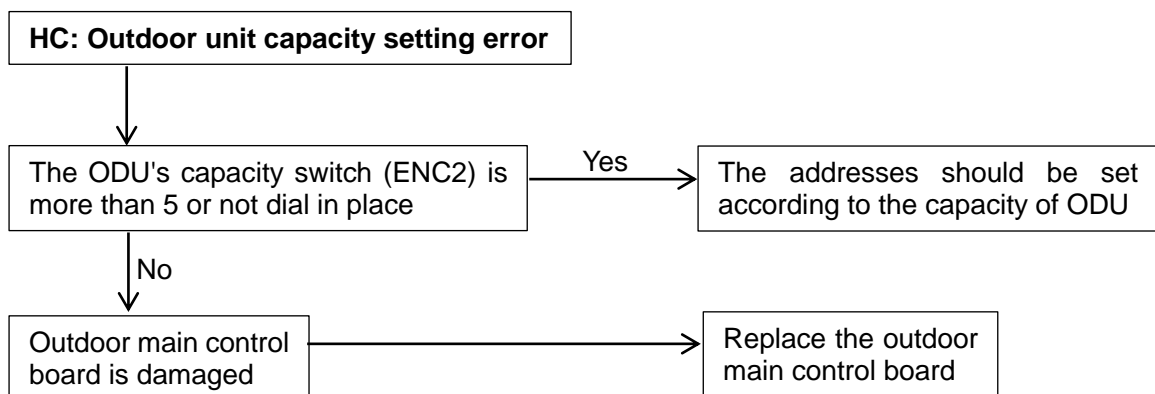 HC: Outdoor unit capacity setting error
The ODU's capacity switch (ENC2) is
more than 5 or not dial in place
Yes
The addresses should be set
according to the capacity of ODU
No
Outdoor main control
board is damaged
Replace the outdoor
main control board